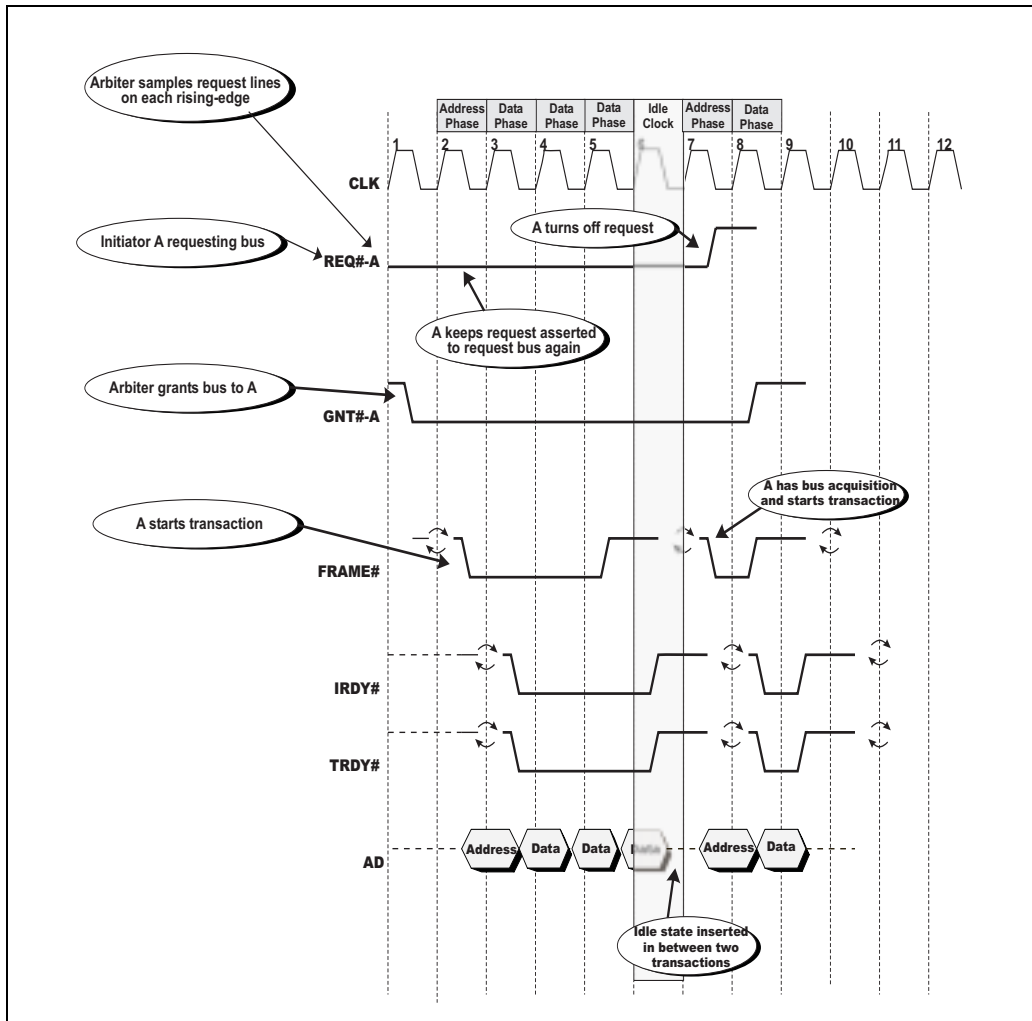 Arbiter samples request lines
on each rising-edge
Address
Phase
Data
Phase
Data
Phase
Data
Phase
Idle
Clock
Address
Phase
Data
Phase
1 2 3 4 5 6 7 8 9 10 11 12
CLK
Initiator A requesting bus
A turns off request
REQ#-A
A keeps request asserted
to request bus again
Arbiter grants bus to A
GNT#-A
A has bus acquisition
and starts transaction
A starts transaction
FRAME#
IRDY#
TRDY#
AD
Address Data Data Data Address Data
Idle state inserted
in between two
transactions